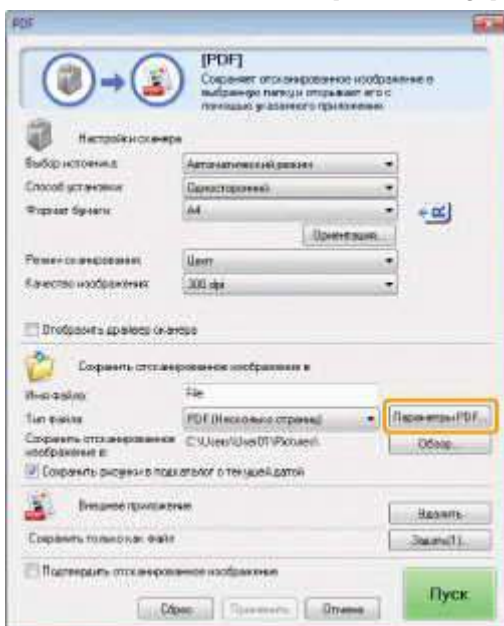 PDF
[PDF]
Сохраняет отсканированное изображение в
выбранную папку и открывает его с
помощью указанного приложения
Настройки сканера
Выбор источника
Автоматический режим
Способ установки
Односторонний
Формат бумаги
A4
Ориентация...
Режим сканирования
Цвет
Качество изображения
300 dpi
Отобразить драйвер сканера
Сохранить отсканированное изображение в
Имя файла
File
Тип файла
PDF (Несколько страниц)
Параметры PDF...
Сохранить отсканированное
изображение в:
C:\Users\User01\Pictures\
Обзор...
Сохранить рисунки в подкаталог с текущей датой
Внешнее приложение
Удалить
Сохранить только как файл
Задать(1)...
Подтвердить отсканированное изображение
Сброс
Применить
Отмена
Пуск